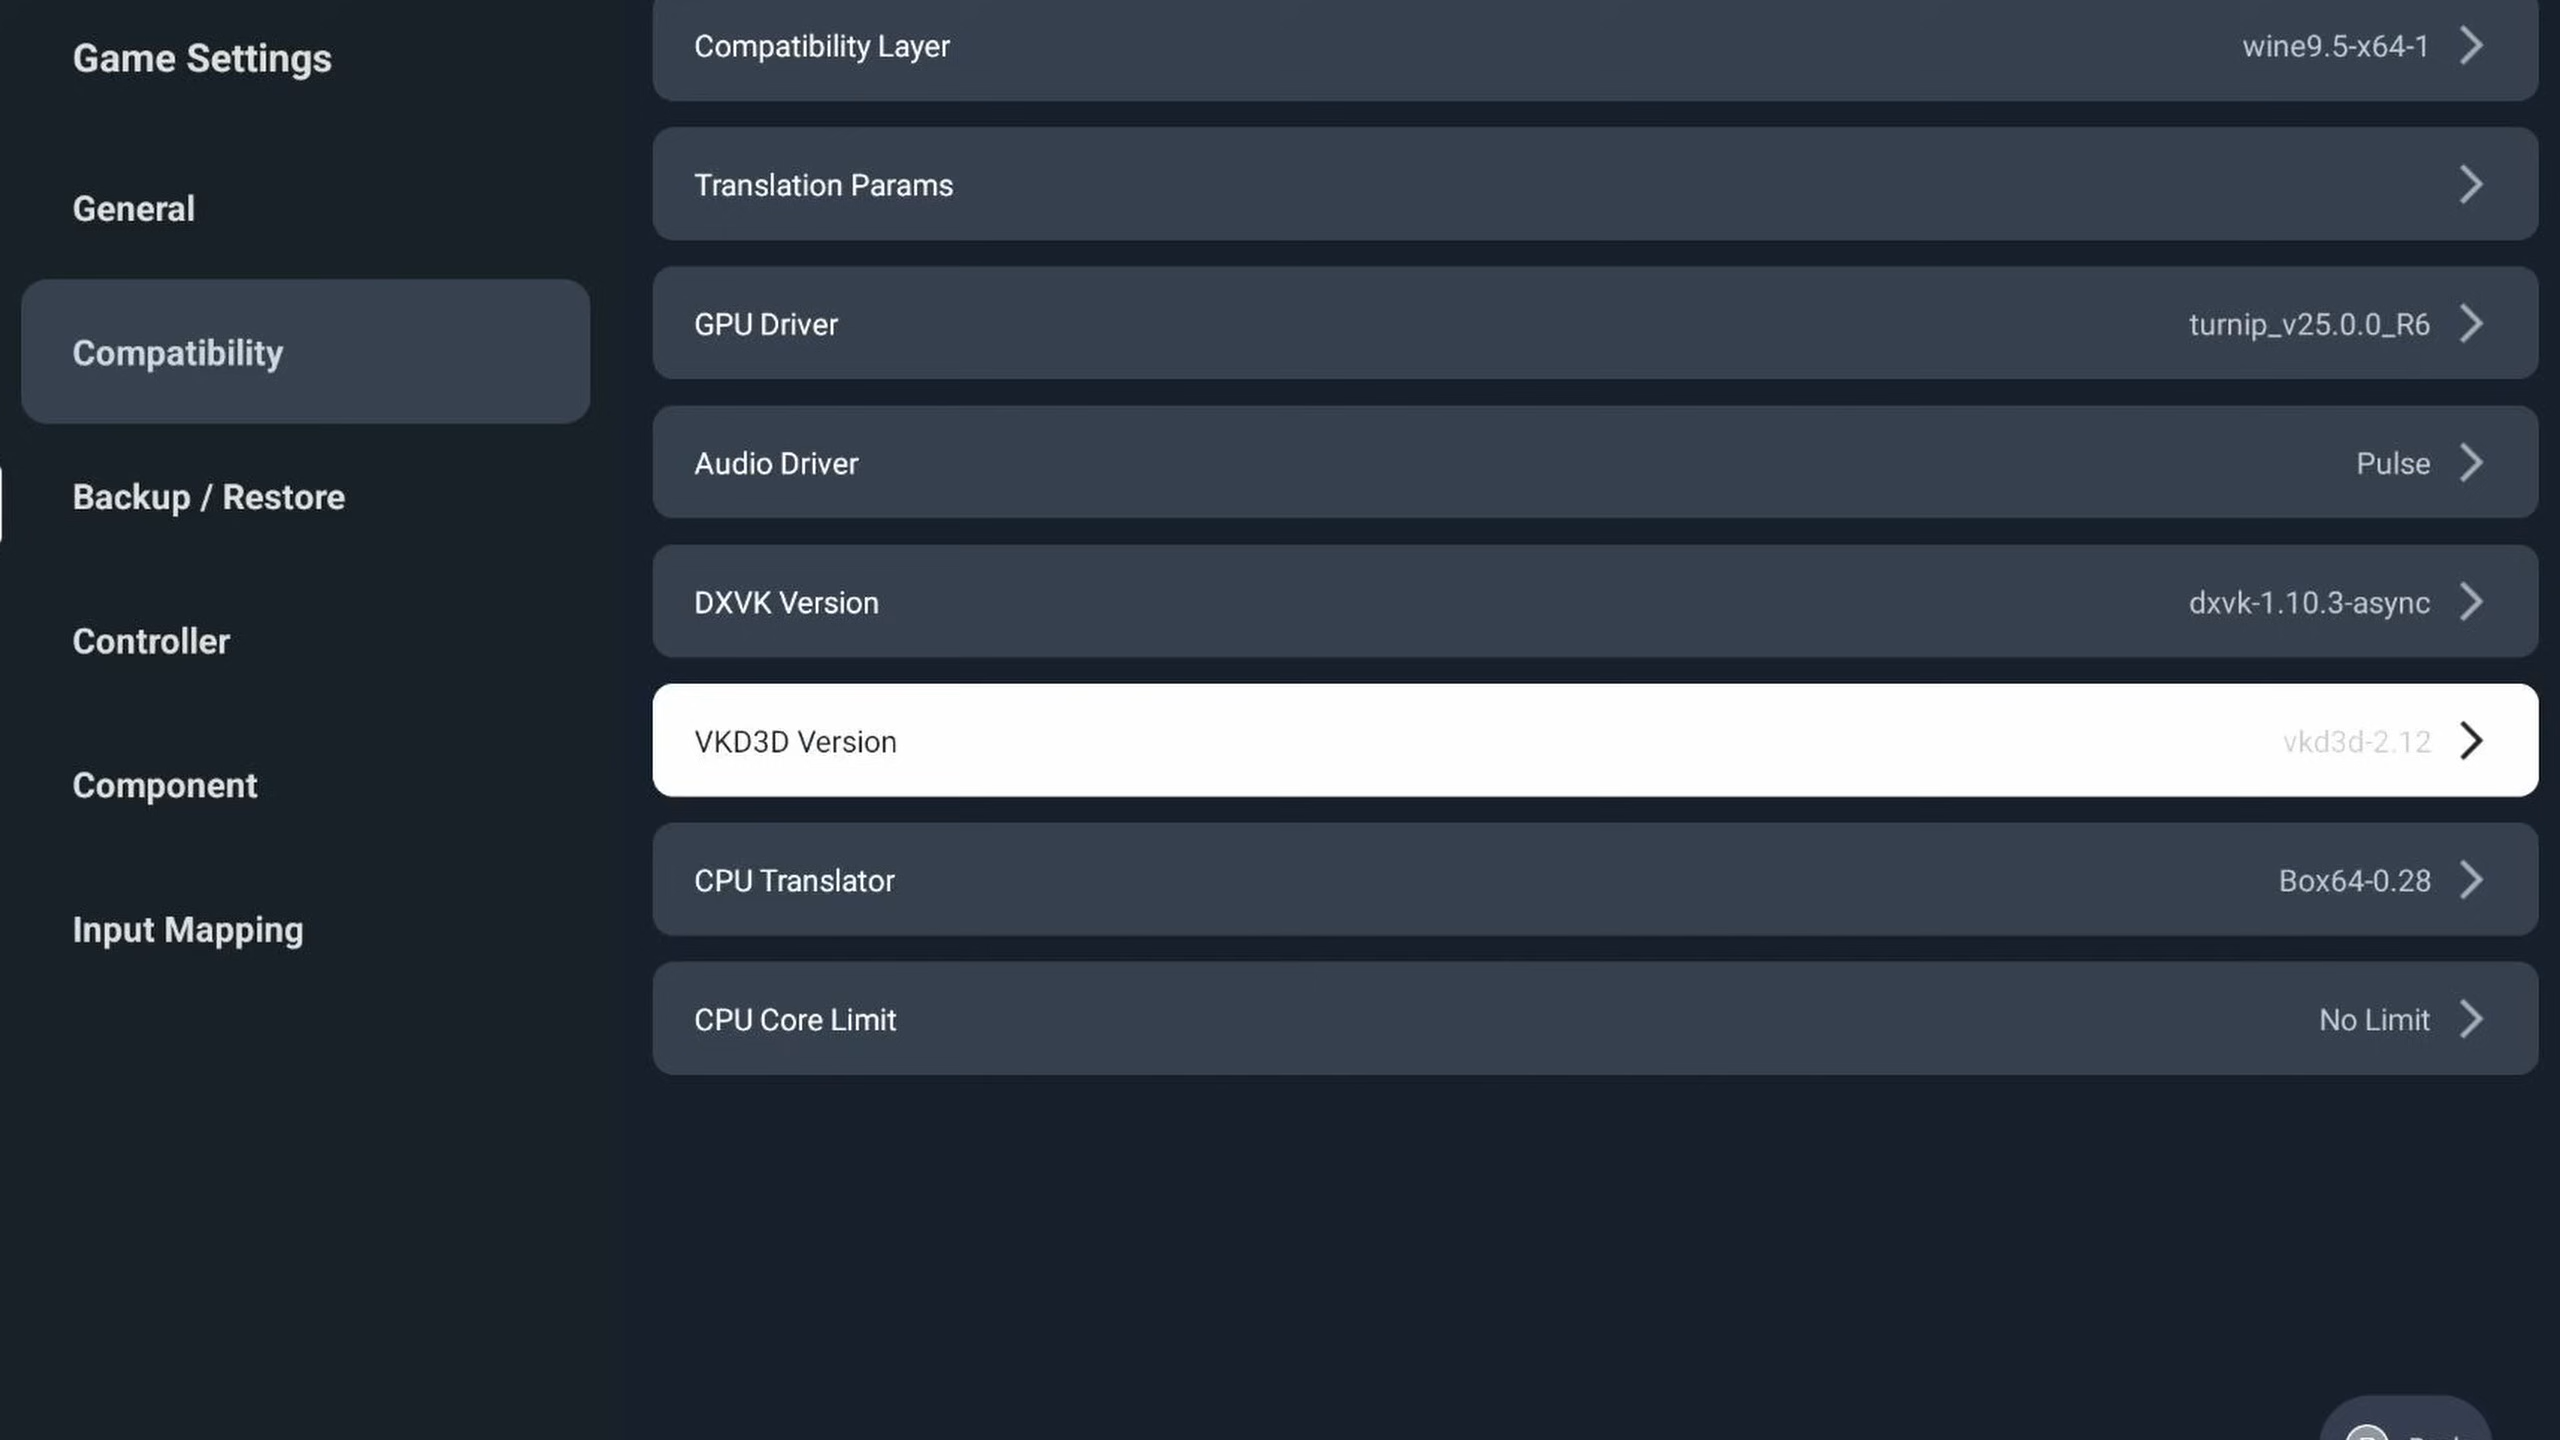 Game Settings
General
Compatibility
Backup / Restore
Controller
Component
Input Mapping
Compatibility Layer wine9.5-x64-1
Translation Params
GPU Driver turnip_v25.0.0_R6
Audio Driver Pulse
DXVK Version dxvk-1.10.3-async
VKD3D Version vkd3d-2.12
CPU Translator Box64-0.28
CPU Core Limit No Limit